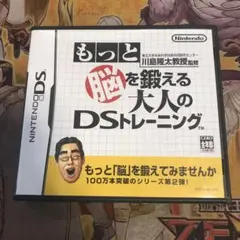 Nintendo
もっと
東北大学未来科学技術共同研究センター
川島隆太教授監修
脳を鍛える
大人の
DSトレーニング™
NINTENDO DS
もっと「脳」を鍛えてみませんか
100万本突破のシリーズ第2弾!